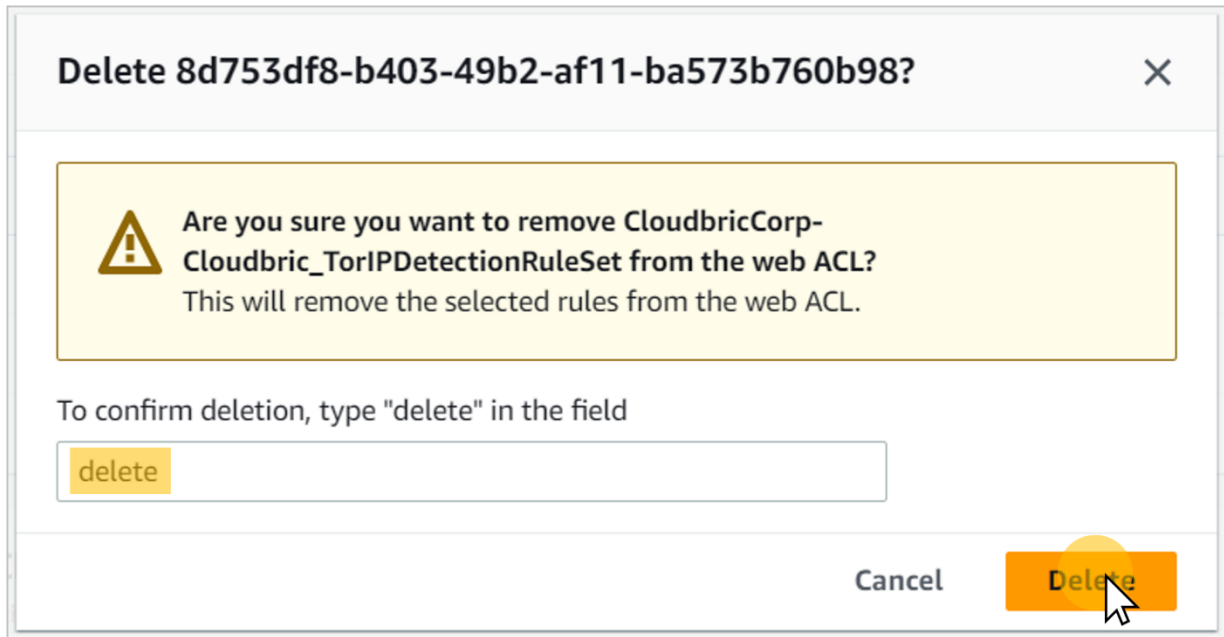 Delete 8d753df8-b403-49b2-af11-ba573b760b98?
Are you sure you want to remove CloudbricCorp-
Cloudbric_TorIPDetectionRuleSet from the web ACL?
This will remove the selected rules from the web ACL.
To confirm deletion, type "delete" in the field
delete
Cancel
Delete